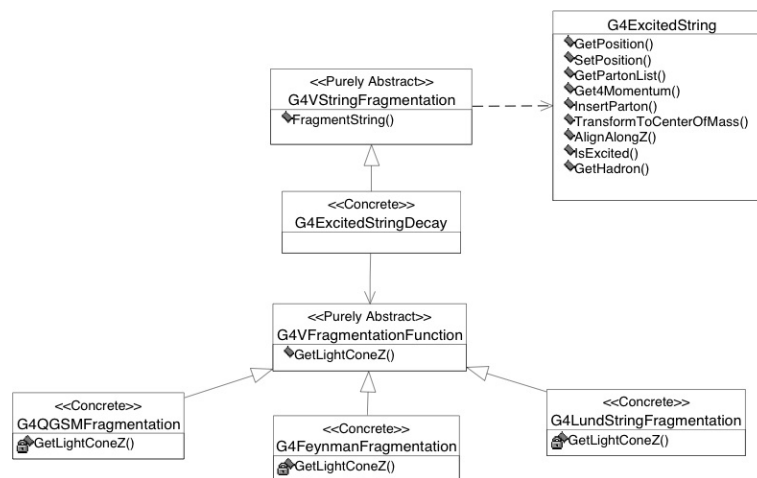 G4ExcitedString
GetPosition()
SetPosition()
GetPartonList()
Get4Momentum()
InsertParton()
TransformToCenterOfMass()
AlignAlongZ()
IsExcited()
GetHadron()
<<Purely Abstract>>
G4VStringFragmentation
FragmentString()
<<Concrete>>
G4ExcitedStringDecay
<<Purely Abstract>>
G4VFragmentationFunction
GetLightConeZ()
<<Concrete>>
G4QGSMFragmentation
GetLightConeZ()
<<Concrete>>
G4FeynmanFragmentation
GetLightConeZ()
<<Concrete>>
G4LundStringFragmentation
GetLightConeZ()